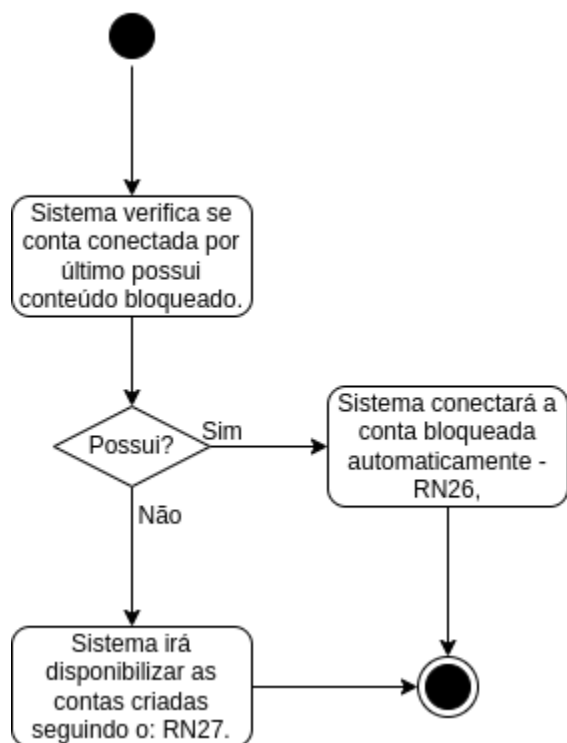 Sistema verifica se
conta conectada por
último possui
conteúdo bloqueado.
Possui?
Sim
Sistema conectará a
conta bloqueada
automaticamente -
RN26,
Não
Sistema irá
disponibilizar as
contas criadas
seguindo o: RN27.